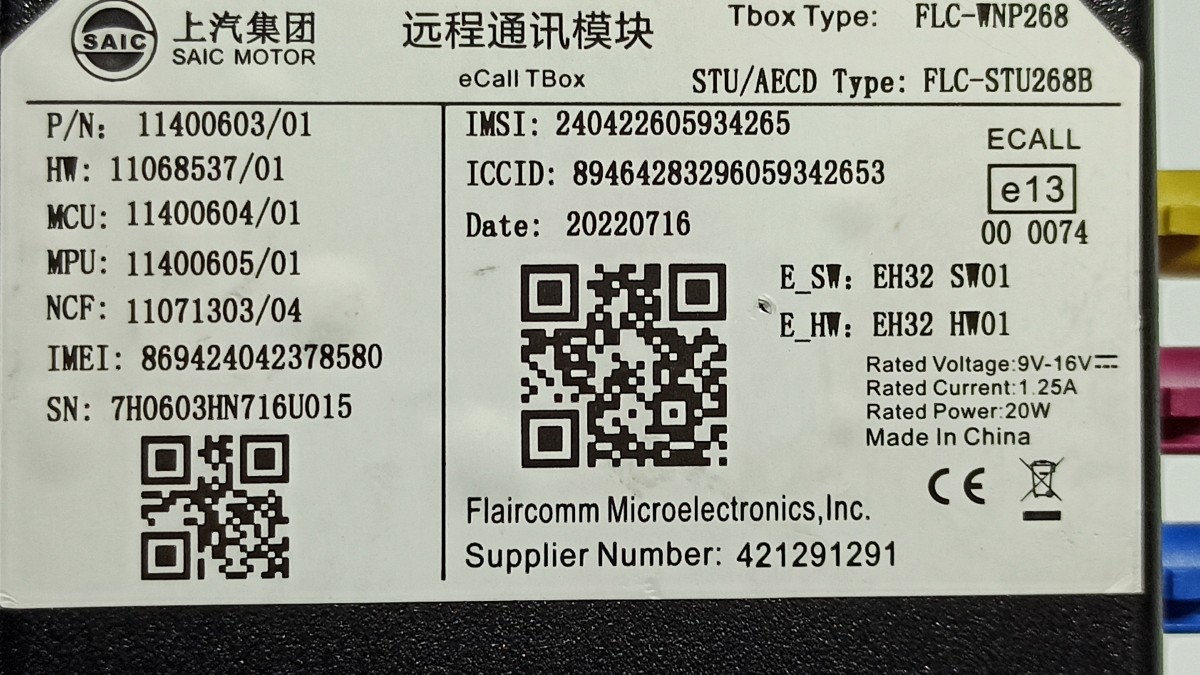 SAIC 上汽集团
SAIC MOTOR
远程通讯模块
eCall TBox
Tbox Type: FLC-WNP268
STU/AECD Type: FLC-STU268B
P/N: 11400603/01
HW: 11068537/01
MCU: 11400604/01
MPU: 11400605/01
NCF: 11071303/04
IMEI: 869424042378580
SN: 7H0603HN716U015
IMSI: 240422605934265
ICCID: 89464283296059342653
Date: 20220716
ECALL
e13
00 0074
E_SW: EH32 SW01
E_HW: EH32 HW01
Rated Voltage:9V-16V
Rated Current:1.25A
Rated Power:20W
Made In China
CE
Flaircomm Microelectronics,Inc.
Supplier Number: 421291291